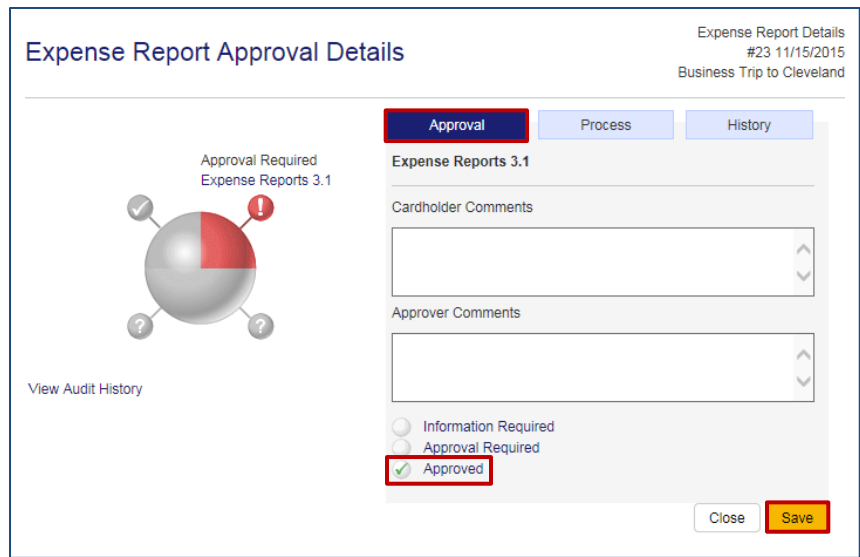 Expense Report Approval Details
Expense Report Details
#23 11/15/2015
Business Trip to Cleveland
Approval
Process
History
Approval Required
Expense Reports 3.1
!
?
?
View Audit History
Expense Reports 3.1
Cardholder Comments
Approver Comments
Information Required
Approval Required
Approved
Close
Save